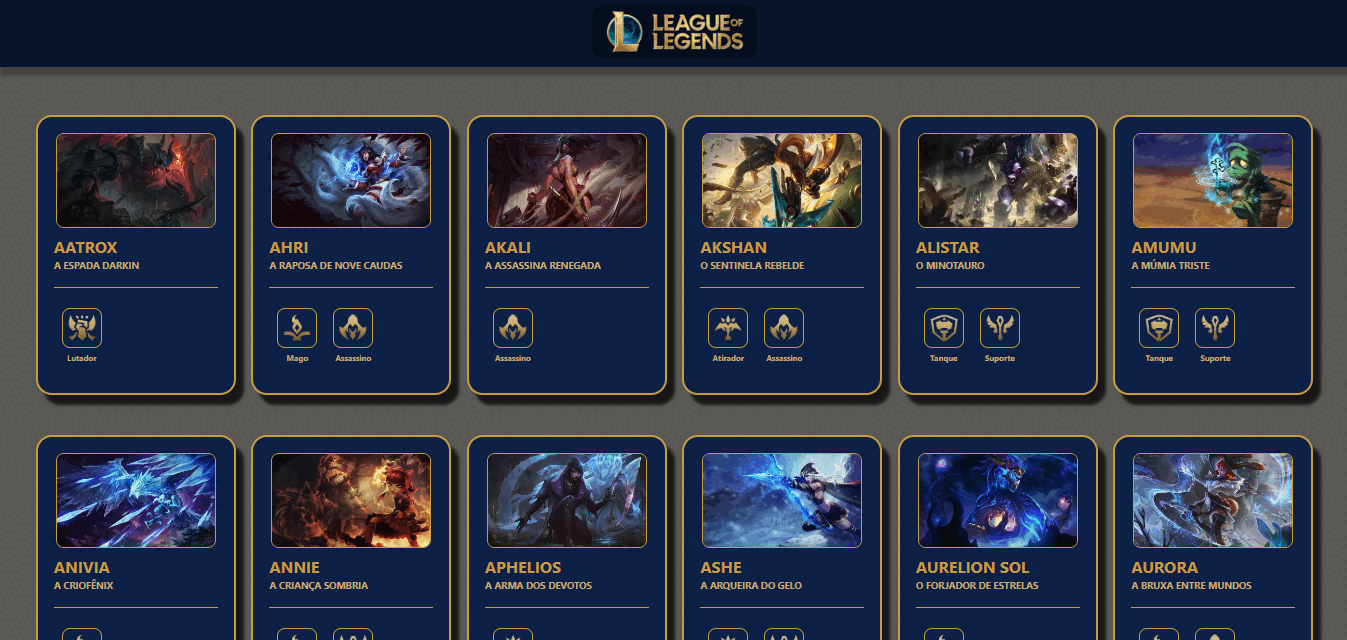 LEAGUE OF
LEGENDS
AATROX
A ESPADA DARKIN
Lutador
AHRI
A RAPOSA DE NOVE CAUDAS
Mago
Assassino
AKALI
A ASSASSINA RENEGADA
Assassino
AKSHAN
O SENTINELA REBELDE
Atirador
Assassino
ALISTAR
O MINOTAURO
Tanque
Suporte
AMUMU
A MÚMIA TRISTE
Tanque
Suporte
ANIVIA
A CRIOFÊNIX
ANNIE
A CRIANÇA SOMBRIA
APHELIOS
A ARMA DOS DEVOTOS
ASHE
A ARQUEIRA DO GELO
AURELION SOL
O FORJADOR DE ESTRELAS
AURORA
A BRUXA ENTRE MUNDOS